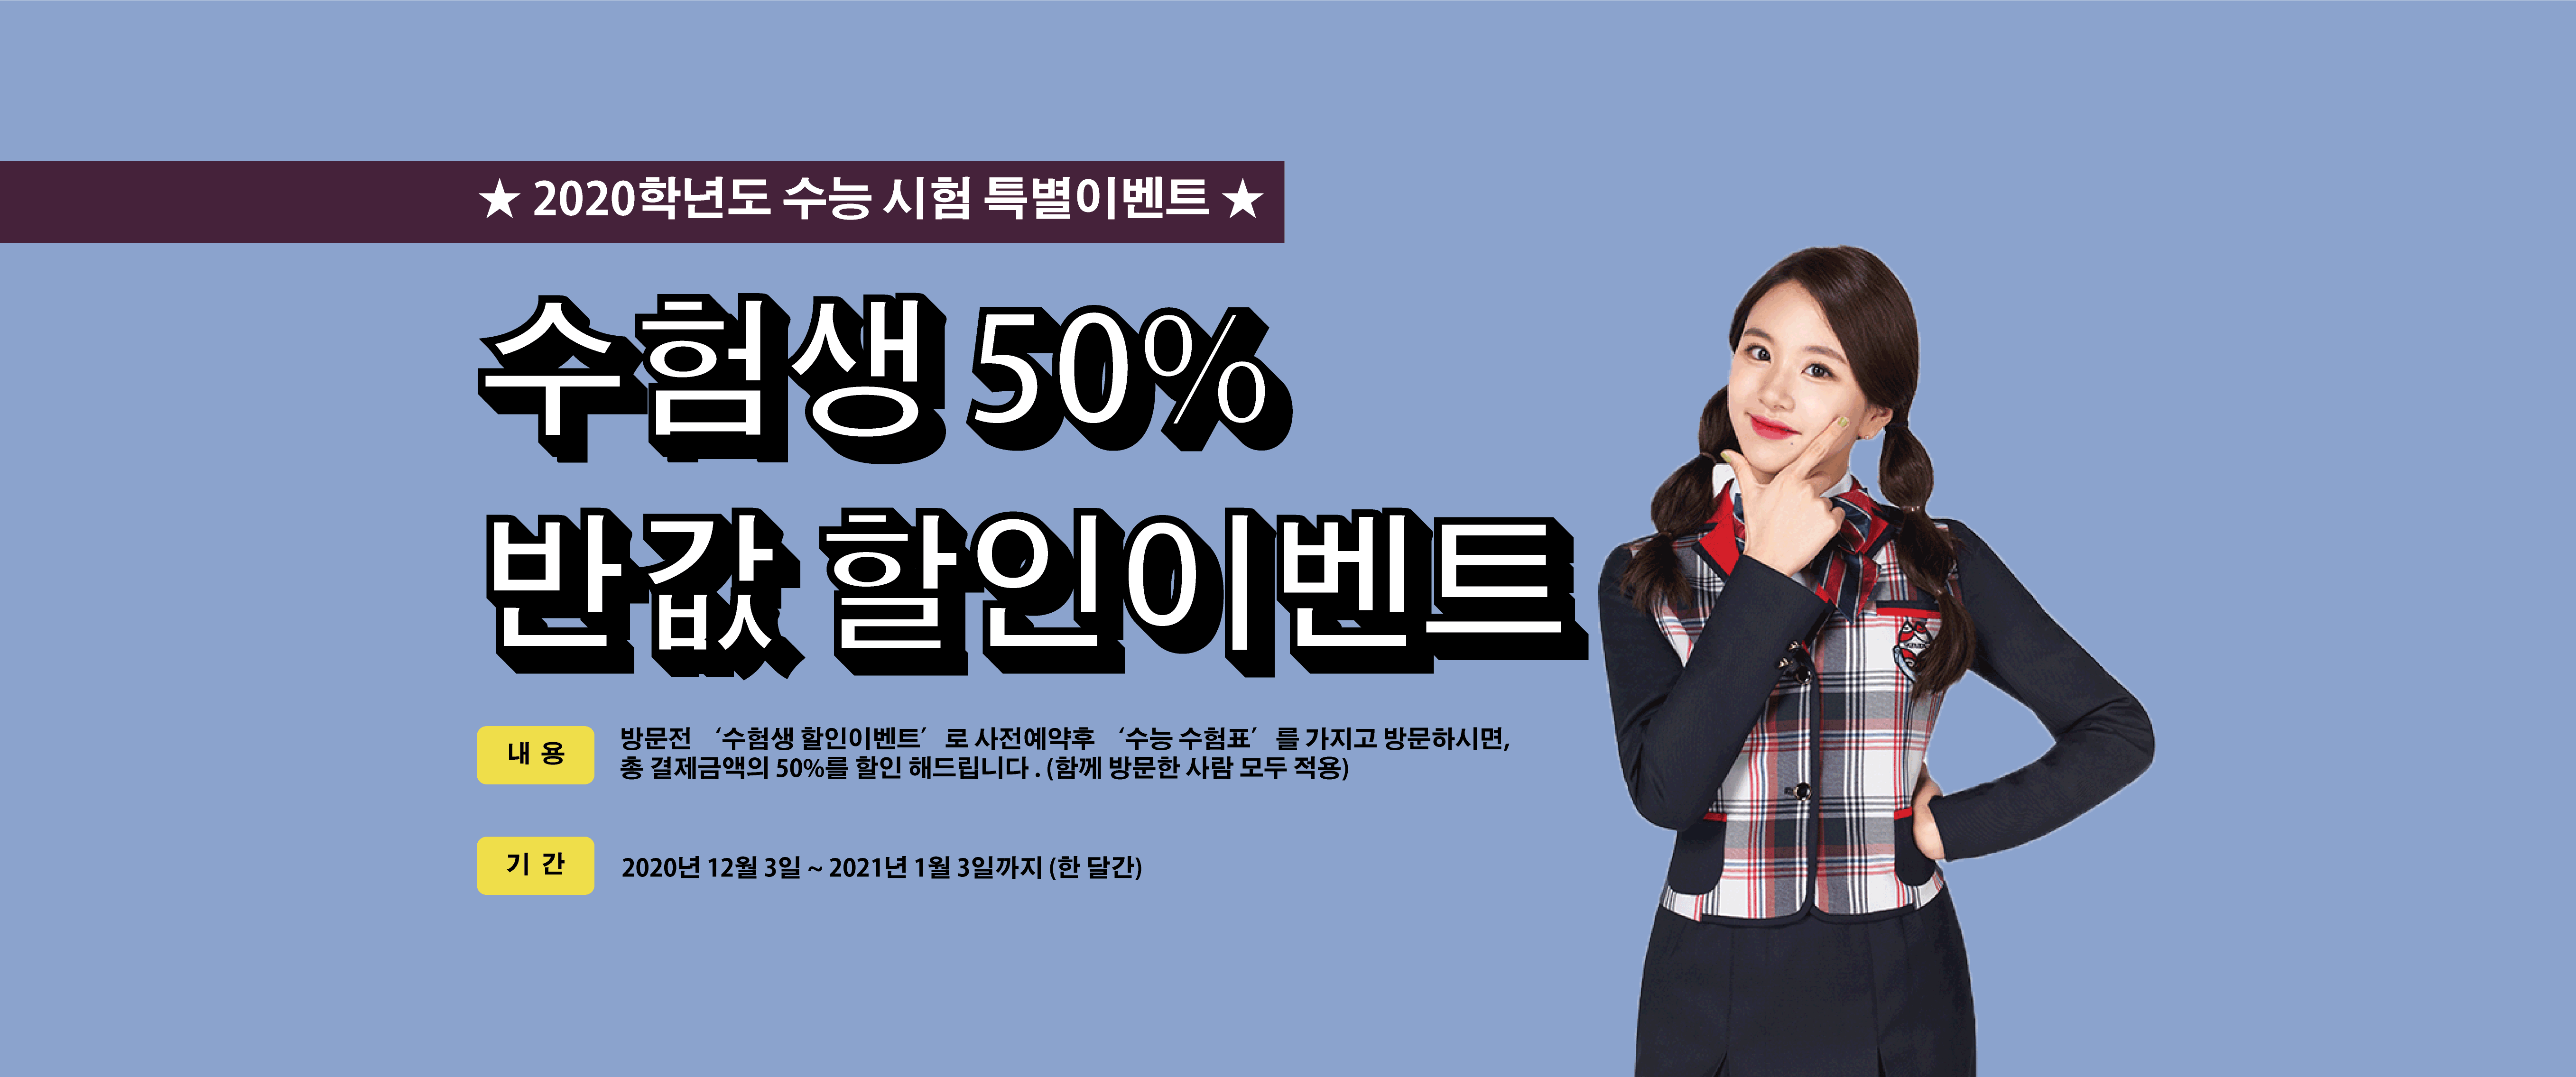 ★ 2020학년도 수능 시험 특별이벤트 ★
수험생 50%
반값 할인이벤트
내 용
방문전 ‘수험생 할인이벤트’ 로 사전예약후 ‘수능 수험표’ 를 가지고 방문하시면,
총 결제금액의 50%를 할인 해드립니다 . (함께 방문한 사람 모두 적용)
기 간
2020년 12월 3일 ~ 2021년 1월 3일까지 (한 달간)